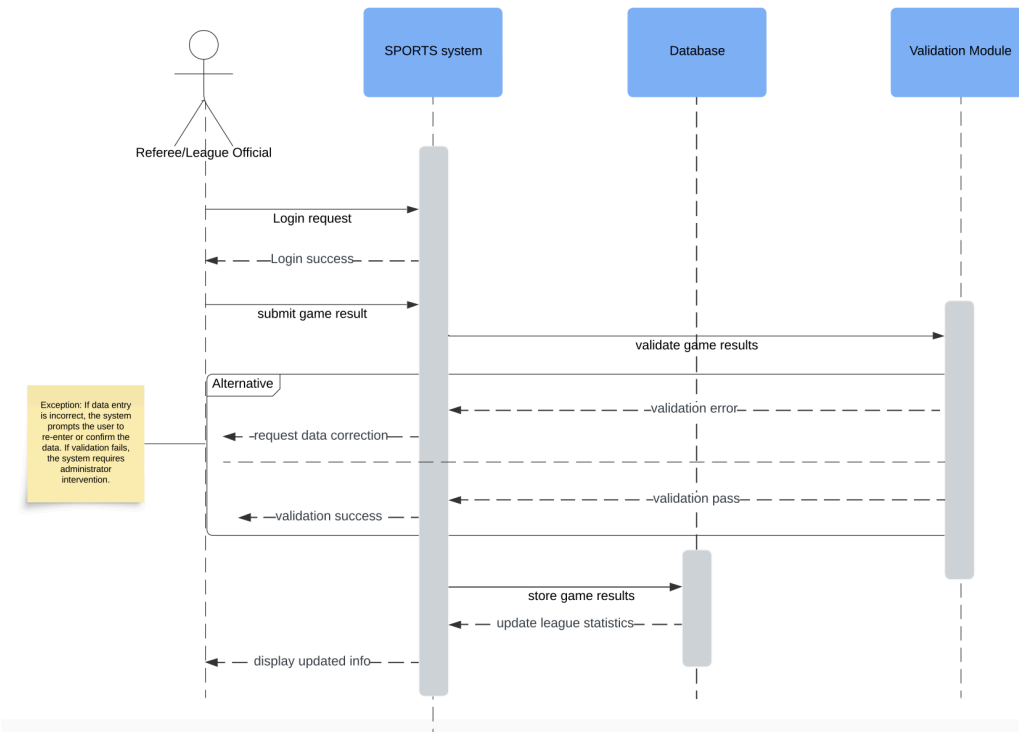 SPORTS system
Database
Validation Module
Referee/League Official
Login request
Login success
submit game result
validate game results
Alternative
validation error
request data correction
Exception: If data entry
is incorrect, the system
prompts the user to
re-enter or confirm the
data. If validation fails,
the system requires
administrator
intervention.
validation pass
validation success
store game results
update league statistics
display updated info